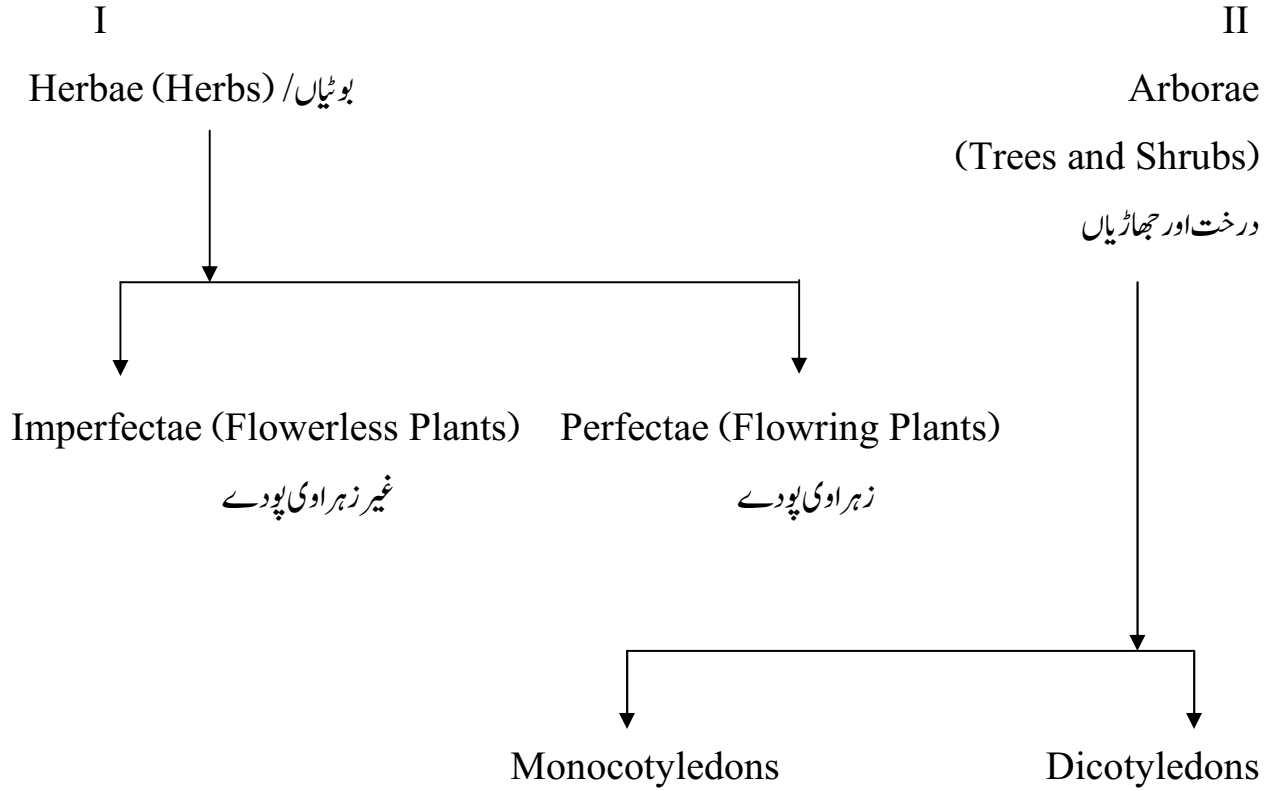 I
II
Herbae (Herbs) /بوٹیاں
Arborae
(Trees and Shrubs)
درخت اور جھاڑیاں
Imperfectae (Flowerless Plants)
Perfectae (Flowring Plants)
غیر زہراوی پودے
زہراوی پودے
Monocotyledons
Dicotyledons